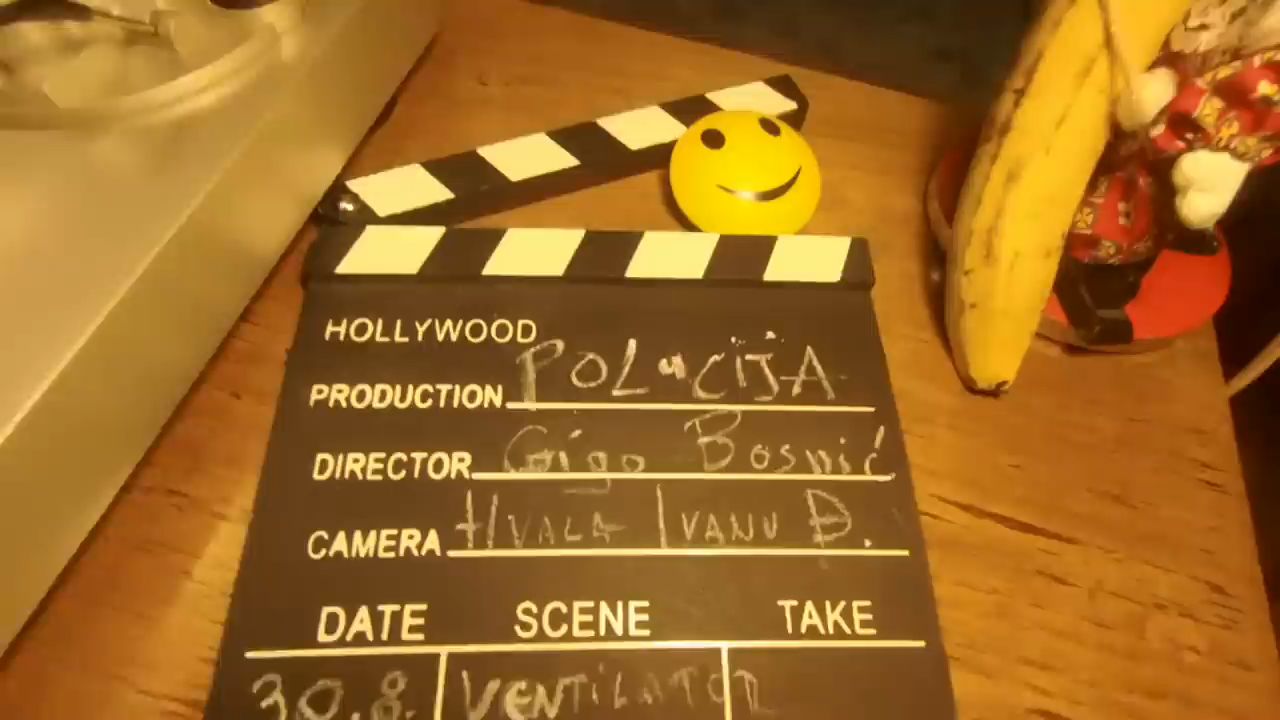 HOLLYWOOD
PRODUCTION POLICIJA
DIRECTOR Gigo Bosnić
CAMERA HVALA IVANU Đ.
DATE SCENE TAKE
30.8. VENTILATOR